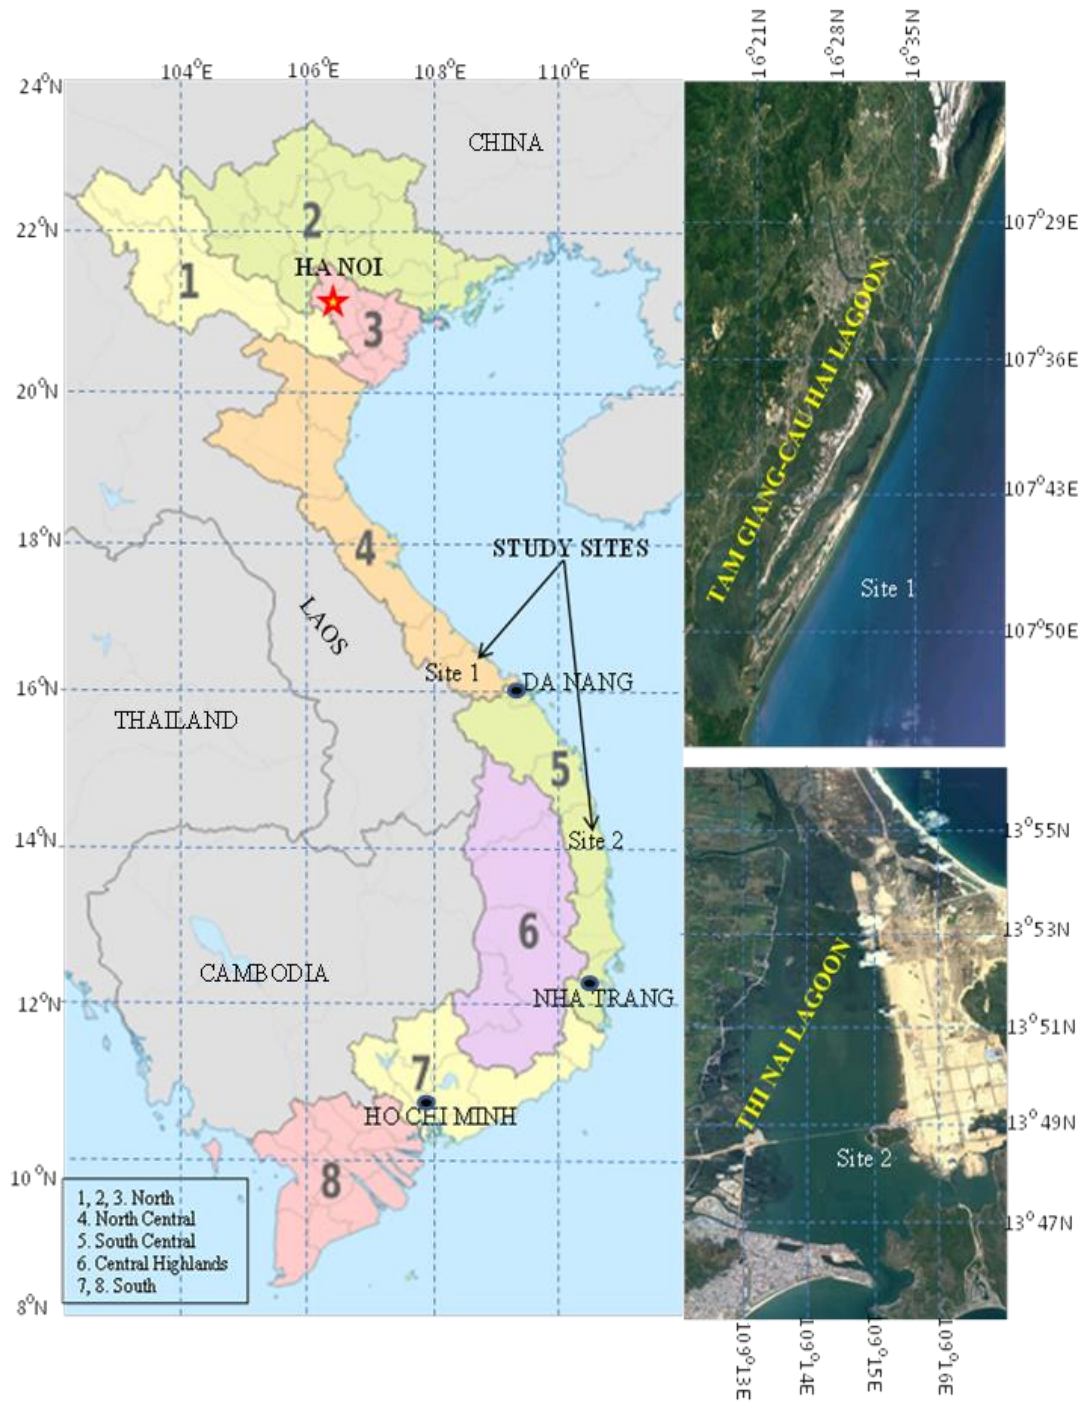 104°E 106°E 108°E 110°E
24°N
22°N
20°N
18°N
16°N
14°N
12°N
10°N
8°N
CHINA
2
HA NOI
1
3
4
STUDY SITES
LAOS
Site 1
DA NANG
THAILAND
5
Site 2
6
CAMBODIA
NHA TRANG
7
HO CHI MINH
8
1, 2, 3. North
4. North Central
5. South Central
6. Central Highlands
7, 8. South
16°21N 16°28N 16°35N
107°29E
107°36E
107°43E
107°50E
TAM GIANG-CAU HAI LAGOON
Site 1
13°55N
13°53N
13°51N
13°49N
13°47N
THI NAI LAGOON
Site 2
109°13E 109°14E 109°15E 109°16E